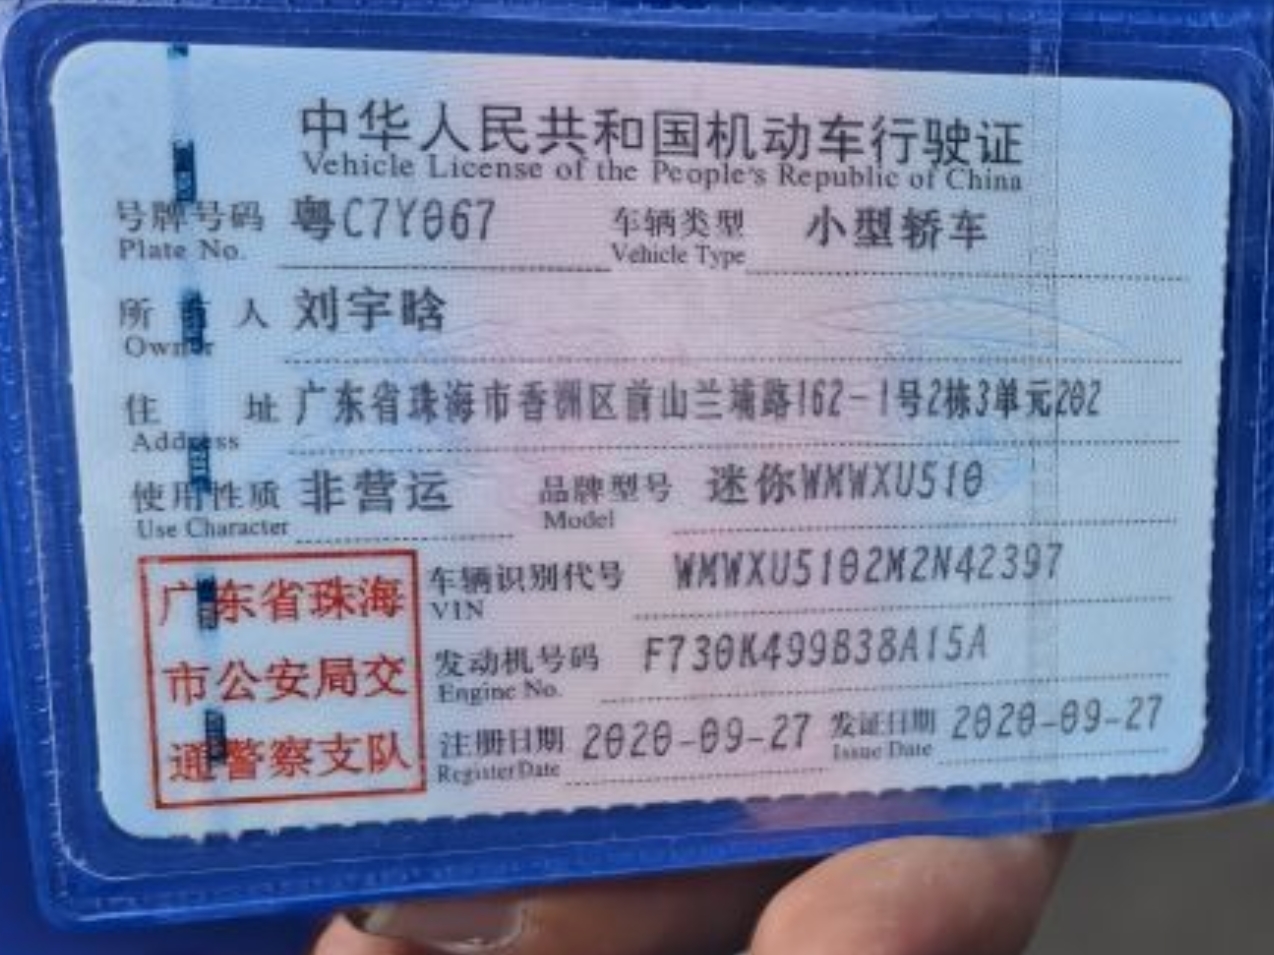 中华人民共和国机动车行驶证
Vehicle License of the People's Republic of China
号牌号码 粤C7Y067 车辆类型 小型轿车
Plate No. Vehicle Type
所有人 刘宇晗
Owner
住址 广东省珠海市香洲区前山兰埔路162-1号2栋3单元202
Address
使用性质 非营运 品牌型号 迷你WMWXU510
Use Character Model
广东省珠海
市公安局交
通警察支队
车辆识别代号 WMWXU5102M2N42397
VIN
发动机号码 F730K499B38A15A
Engine No.
注册日期 2020-09-27 发证日期 2020-09-27
Register Date Issue Date